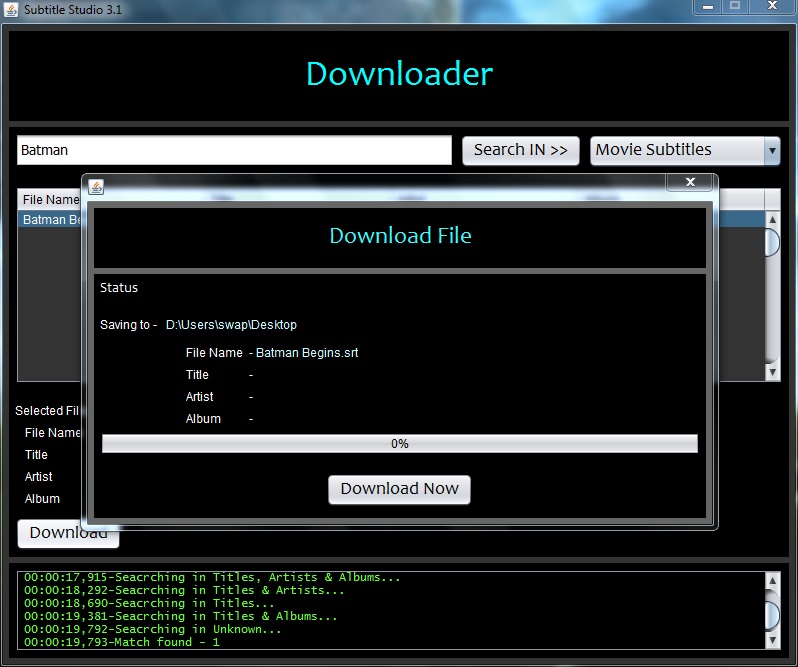 Subtitle Studio 3.1
Downloader
Batman
Search IN >>
Movie Subtitles
File Name
Batman Be
Download File
Status
Saving to - D:\Users\swap\Desktop
File Name - Batman Begins.srt
Title -
Artist -
Album -
0%
Download Now
Selected Fil
File Name
Title
Artist
Album
Download
00:00:17,915-Seacrching in Titles, Artists & Albums...
00:00:18,292-Seacrching in Titles & Artists...
00:00:18,690-Seacrching in Titles...
00:00:19,381-Seacrching in Titles & Albums...
00:00:19,792-Seacrching in Unknown...
00:00:19,793-Match found - 1